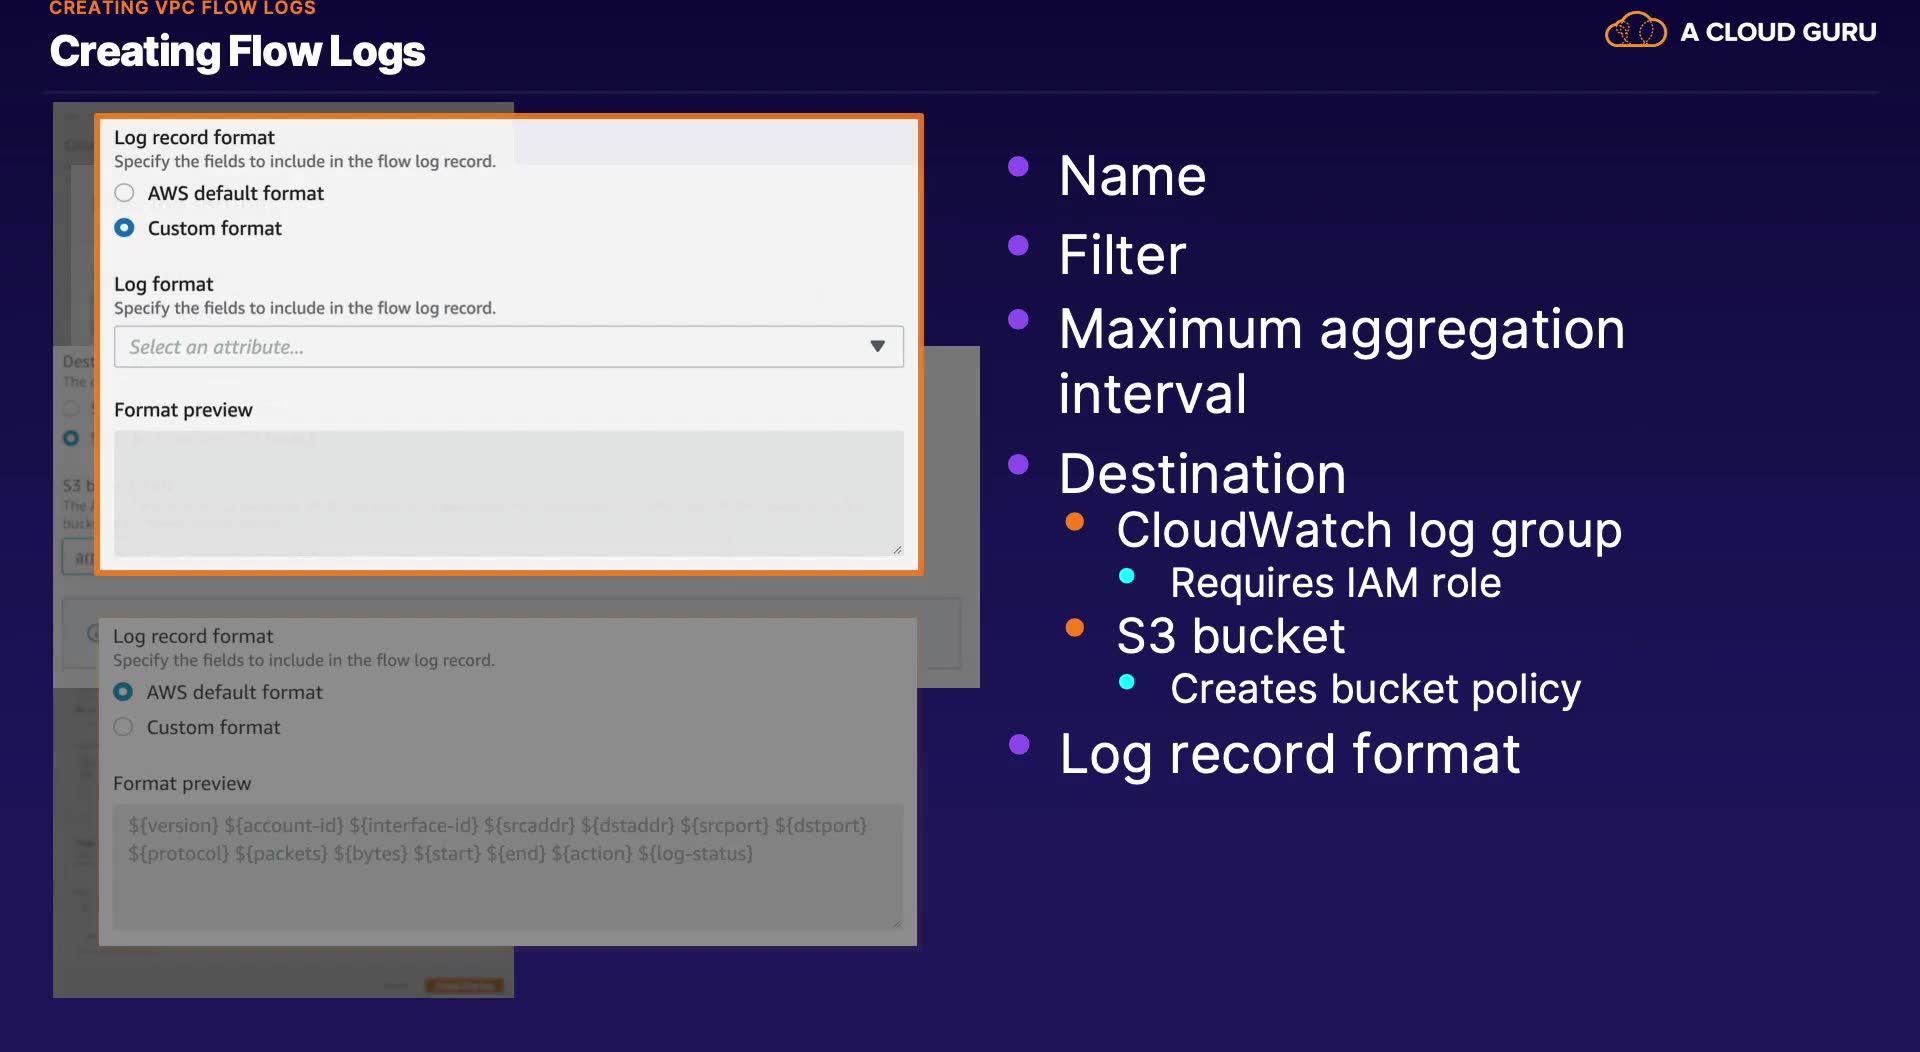 CREATING VPC FLOW LOGS
Creating Flow Logs
A CLOUD GURU
Log record format
Specify the fields to include in the flow log record.
AWS default format
Custom format
Log format
Specify the fields to include in the flow log record.
Select an attribute...
Format preview
Log record format
Specify the fields to include in the flow log record.
AWS default format
Custom format
Format preview
${version} ${account-id} ${interface-id} ${srcaddr} ${dstaddr} ${srcport} ${dstport}
${protocol} ${packets} ${bytes} ${start} ${end} ${action} ${log-status}
Name
Filter
Maximum aggregation
interval
Destination
CloudWatch log group
Requires IAM role
S3 bucket
Creates bucket policy
Log record format